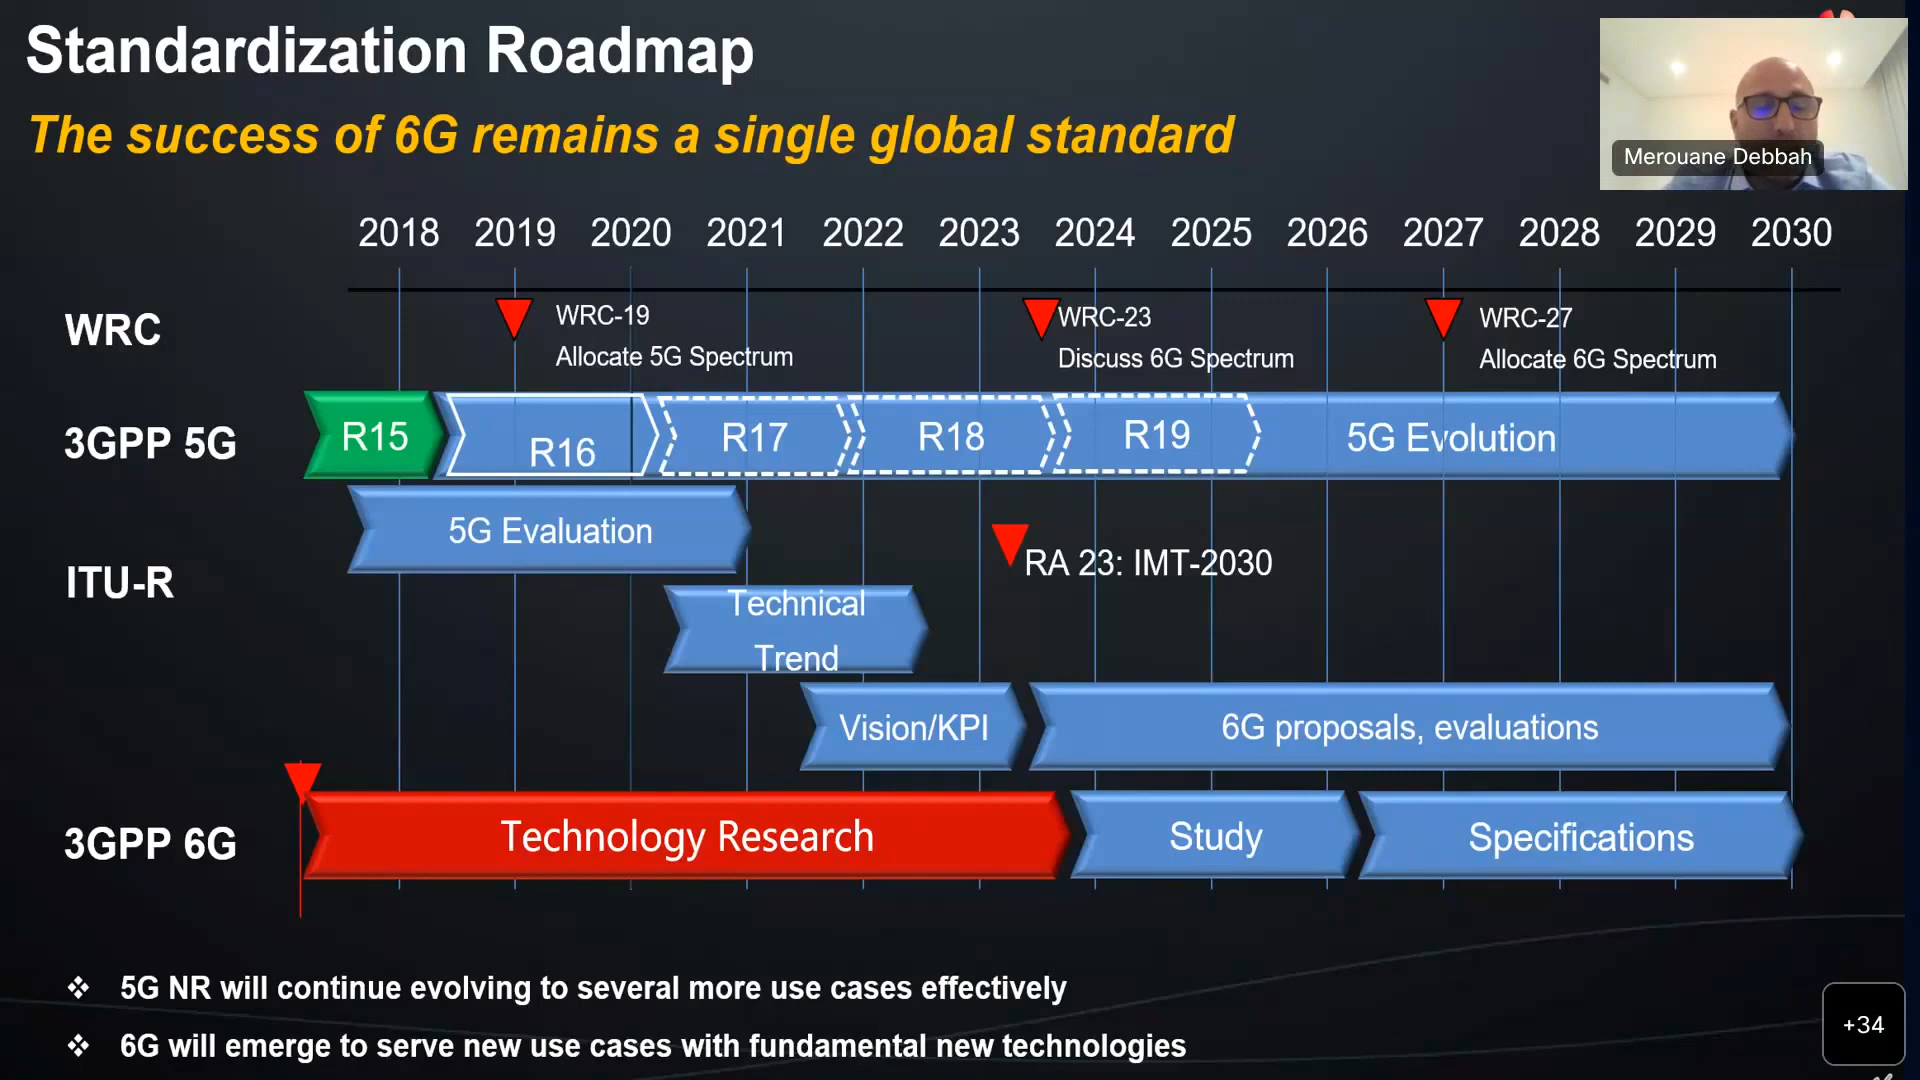 Standardization Roadmap
The success of 6G remains a single global standard
Merouane Debbah
2018 2019 2020 2021 2022 2023 2024 2025 2026 2027 2028 2029 2030
WRC
WRC-19
Allocate 5G Spectrum
WRC-23
Discuss 6G Spectrum
WRC-27
Allocate 6G Spectrum
3GPP 5G
R15
R16
R17
R18
R19
5G Evolution
5G Evaluation
ITU-R
RA 23: IMT-2030
Technical
Trend
Vision/KPI
6G proposals, evaluations
3GPP 6G
Technology Research
Study
Specifications
❖ 5G NR will continue evolving to several more use cases effectively
❖ 6G will emerge to serve new use cases with fundamental new technologies
+34